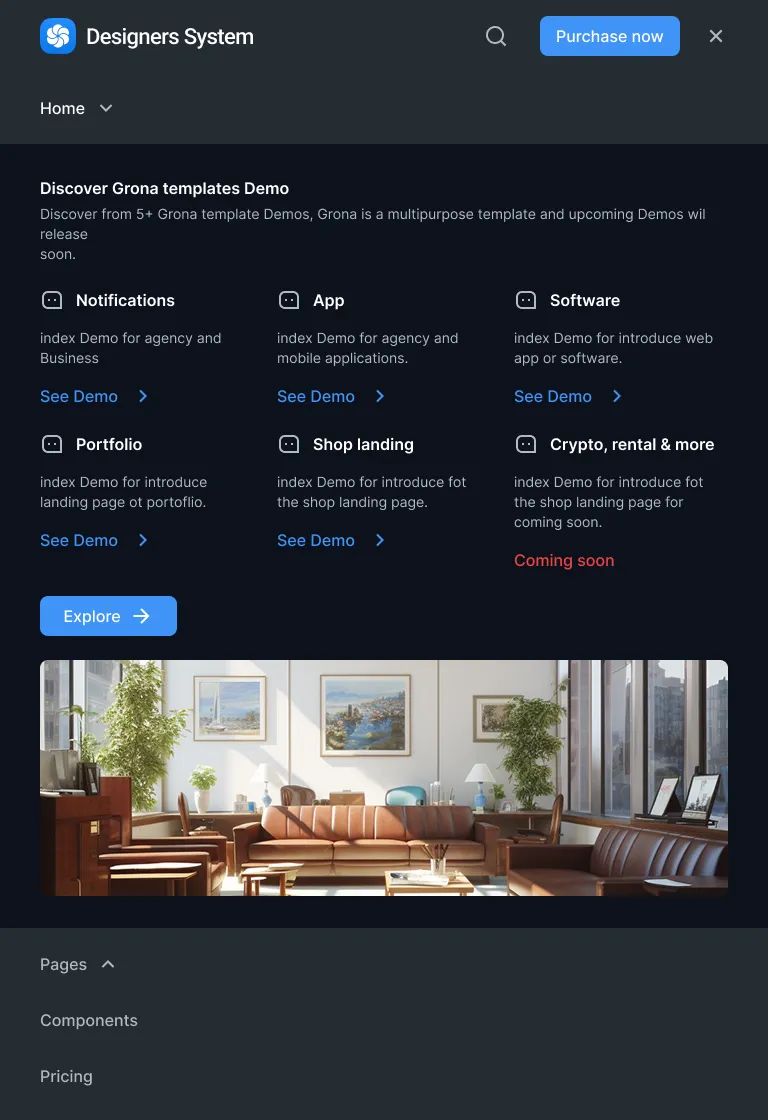 Designers System
Purchase now
Home
Discover Grona templates Demo
Discover from 5+ Grona template Demos, Grona is a multipurpose template and upcoming Demos wil
release
soon.
Notifications
index Demo for agency and
Business
See Demo
App
index Demo for agency and
mobile applications.
See Demo
Software
index Demo for introduce web
app or software.
See Demo
Portfolio
index Demo for introduce
landing page ot portoflio.
See Demo
Shop landing
index Demo for introduce fot
the shop landing page.
See Demo
Crypto, rental & more
index Demo for introduce fot
the shop landing page for
coming soon.
Coming soon
Explore
Pages
Components
Pricing